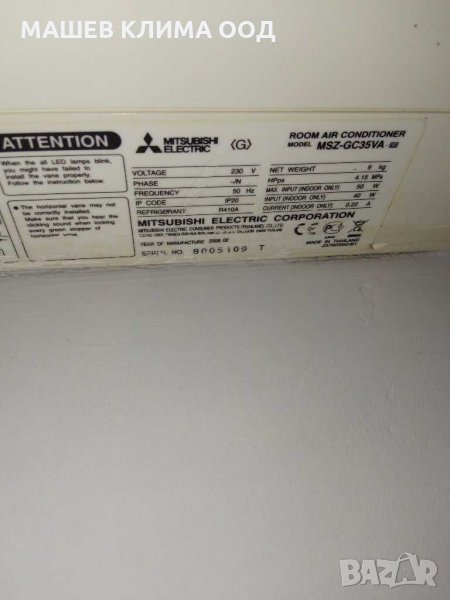 МАШЕВ КЛИМА ООД
ATTENTION
When the all LED lamps blink,
you might have failed to
install the vane properly.
Follow the instruction below.
● The horizontal vane may not
be correctly installed.
Make sure you hear the
clicking sound when locking
every green stopper of
horizontal vane.
MITSUBISHI ELECTRIC
⟨G⟩
ROOM AIR CONDITIONER
MODEL MSZ-GC35VA
VOLTAGE 230 V
PHASE ~/N
FREQUENCY 50 Hz
IP CODE IP20
REFRIGERANT R410A
NET WEIGHT 9 kg
HPps 4.15 MPa
MAX. INPUT (INDOOR ONLY) 50 W
INPUT (INDOOR ONLY) 40 W
CURRENT (INDOOR ONLY) 0.22 A
MITSUBISHI ELECTRIC CORPORATION
MITSUBISHI ELECTRIC CONSUMER PRODUCTS (THAILAND) CO., LTD.
YEAR OF MANUFACTURE 2008.02
SERIAL NO. 8005109 T
CE
MADE IN THAILAND
BAZAR